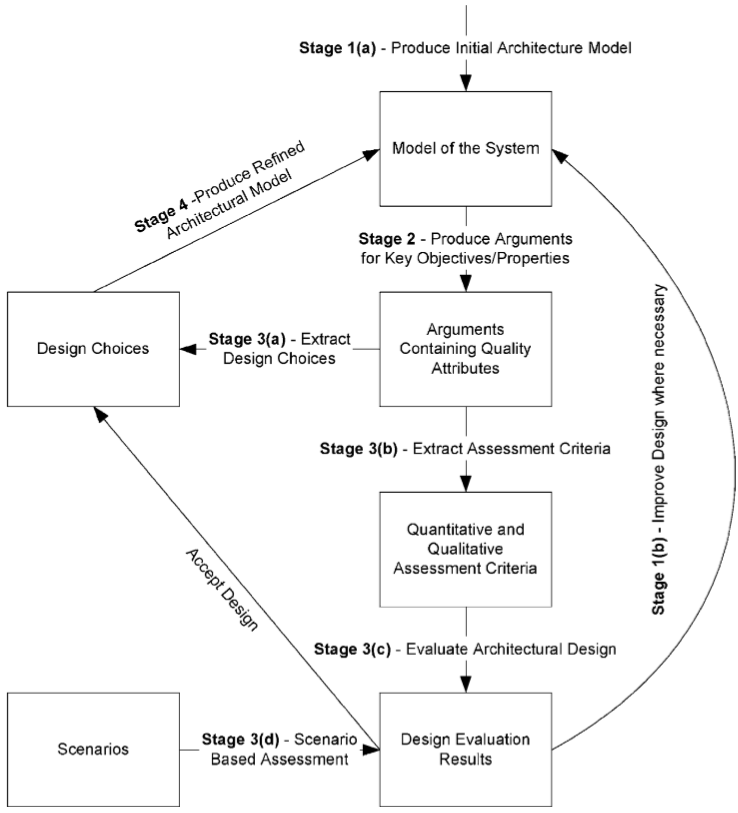 Stage 1(a) - Produce Initial Architecture Model
Model of the System
Stage 4 -Produce Refined
Architectural Model
Stage 2 - Produce Arguments
for Key Objectives/Properties
Design Choices
Stage 3(a) - Extract
Design Choices
Arguments
Containing Quality
Attributes
Stage 1(b) - Improve Design where necessary
Stage 3(b) - Extract Assessment Criteria
Quantitative and
Qualitative
Assessment Criteria
Accept Design
Stage 3(c) - Evaluate Architectural Design
Scenarios
Stage 3(d) - Scenario
Based Assessment
Design Evaluation
Results